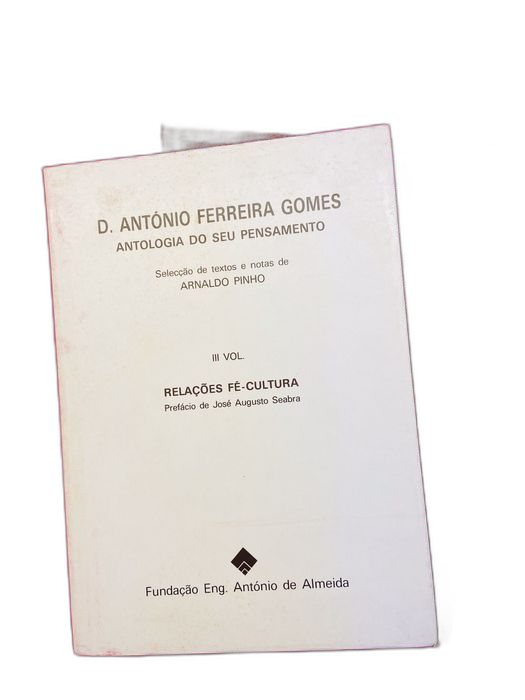 D. ANTÓNIO FERREIRA GOMES
ANTOLOGIA DO SEU PENSAMENTO
Selecção de textos e notas de
ARNALDO PINHO
III VOL.
RELAÇÕES FÉ-CULTURA
Prefácio de José Augusto Seabra
Fundação Eng. António de Almeida